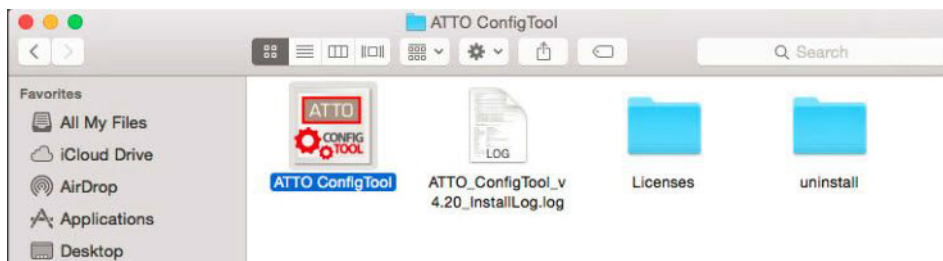 ATTO ConfigTool
Search
Favorites
All My Files
iCloud Drive
AirDrop
Applications
Desktop
ATTO
CONFIG
TOOL
ATTO ConfigTool
LOG
ATTO_ConfigTool_v
4.20_InstallLog.log
Licenses
uninstall